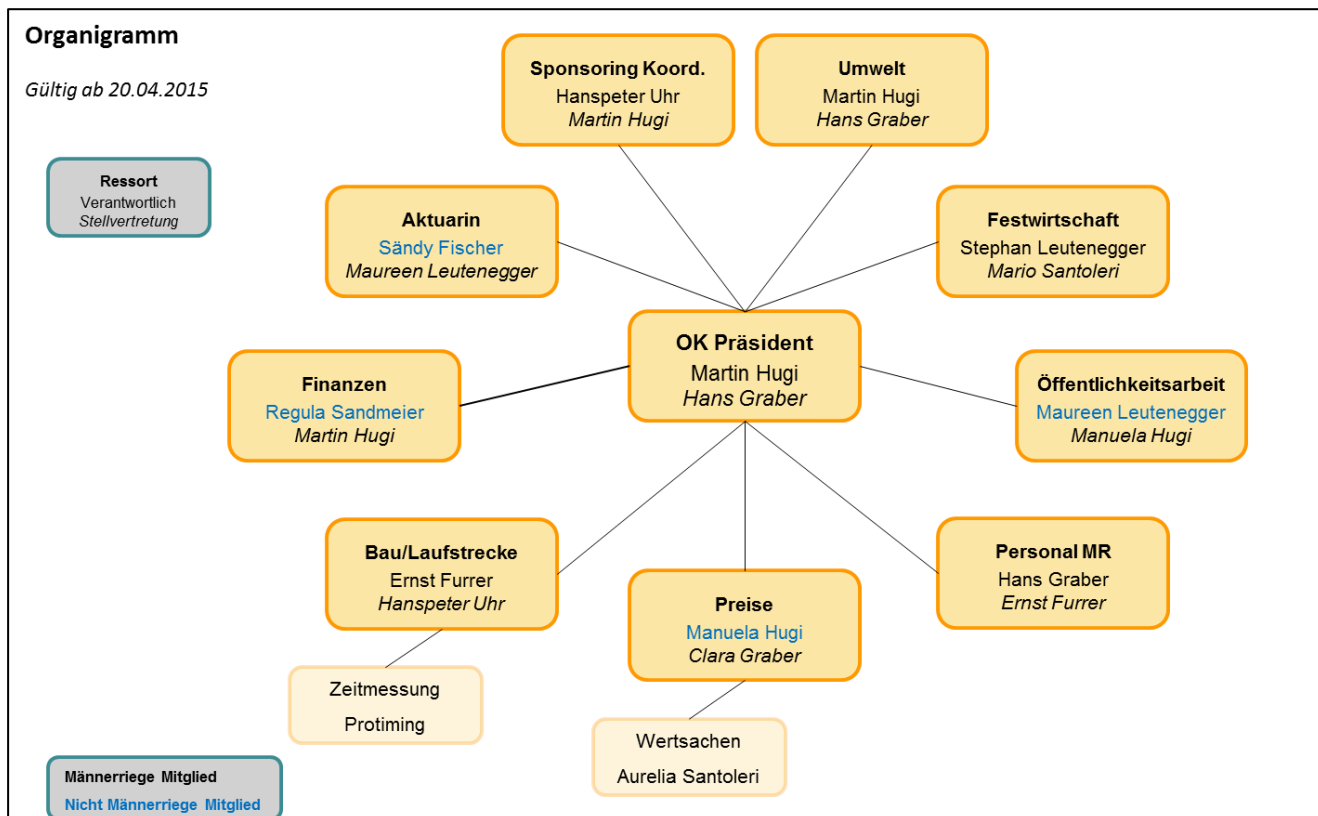 Organigramm
Gültig ab 20.04.2015
Ressort
Verantwortlich
Stellvertretung
Sponsoring Koord.
Hanspeter Uhr
Martin Hugi
Umwelt
Martin Hugi
Hans Graber
Aktuarin
Sändy Fischer
Maureen Leutenegger
Festwirtschaft
Stephan Leutenegger
Mario Santoleri
OK Präsident
Martin Hugi
Hans Graber
Finanzen
Regula Sandmeier
Martin Hugi
Öffentlichkeitsarbeit
Maureen Leutenegger
Manuela Hugi
Bau/Laufstrecke
Ernst Furrer
Hanspeter Uhr
Preise
Manuela Hugi
Clara Graber
Personal MR
Hans Graber
Ernst Furrer
Zeitmessung
Protiming
Wertsachen
Aurelia Santoleri
Männerriege Mitglied
Nicht Männerriege Mitglied